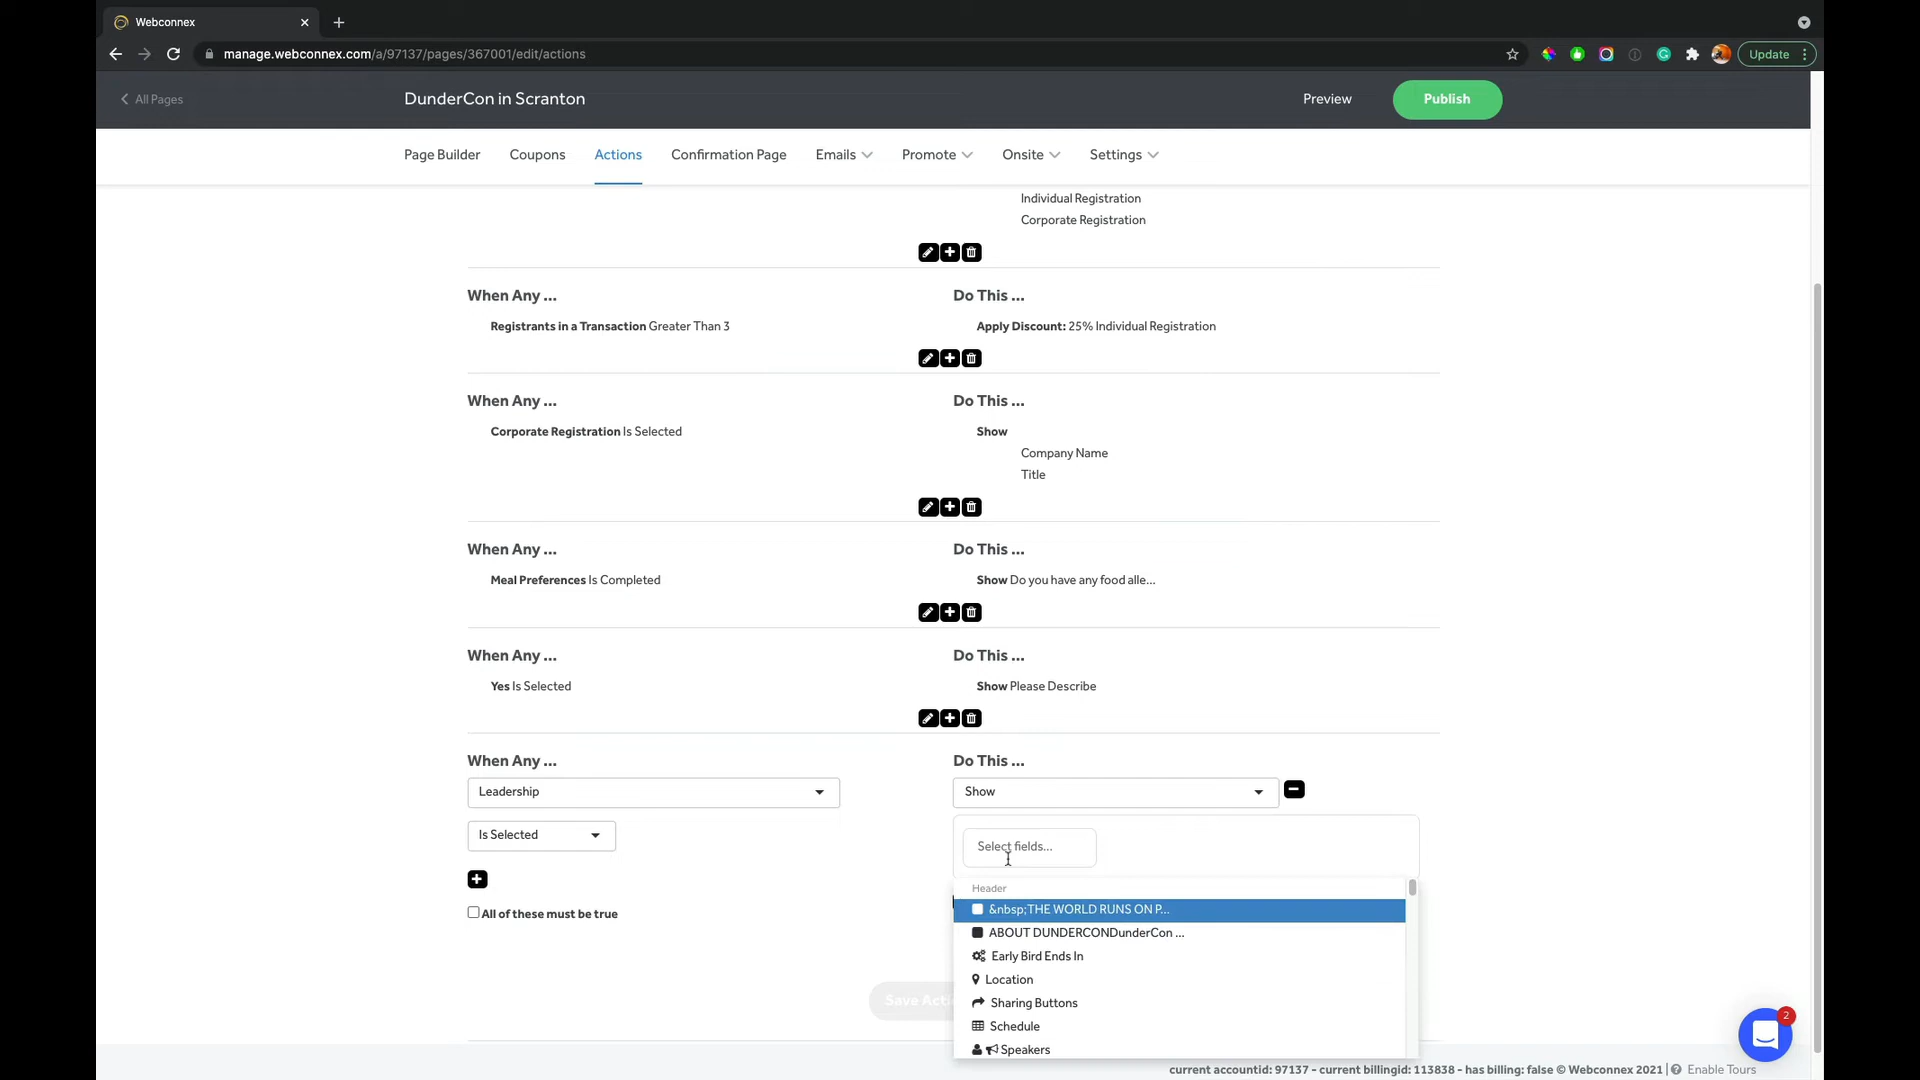 Webconnex
manage.webconnex.com/a/97137/pages/367001/edit/actions
Update
All Pages
DunderCon in Scranton
Preview
Publish
Page Builder
Coupons
Actions
Confirmation Page
Emails
Promote
Onsite
Settings
Individual Registration
Corporate Registration
When Any ...
Do This ...
Registrants in a Transaction Greater Than 3
Apply Discount: 25% Individual Registration
When Any ...
Do This ...
Corporate Registration Is Selected
Show
Company Name
Title
When Any ...
Do This ...
Meal Preferences Is Completed
Show Do you have any food alle...
When Any ...
Do This ...
Yes Is Selected
Show Please Describe
When Any ...
Do This ...
Leadership
Show
Is Selected
Select fields...
All of these must be true
Header
&nbsp;THE WORLD RUNS ON P...
ABOUT DUNDERCONDunderCon ...
Early Bird Ends In
Location
Sharing Buttons
Schedule
Speakers
Save Acti
2
current accountid: 97137 - current billingid: 113838 - has billing: false © Webconnex 2021 | Enable Tours